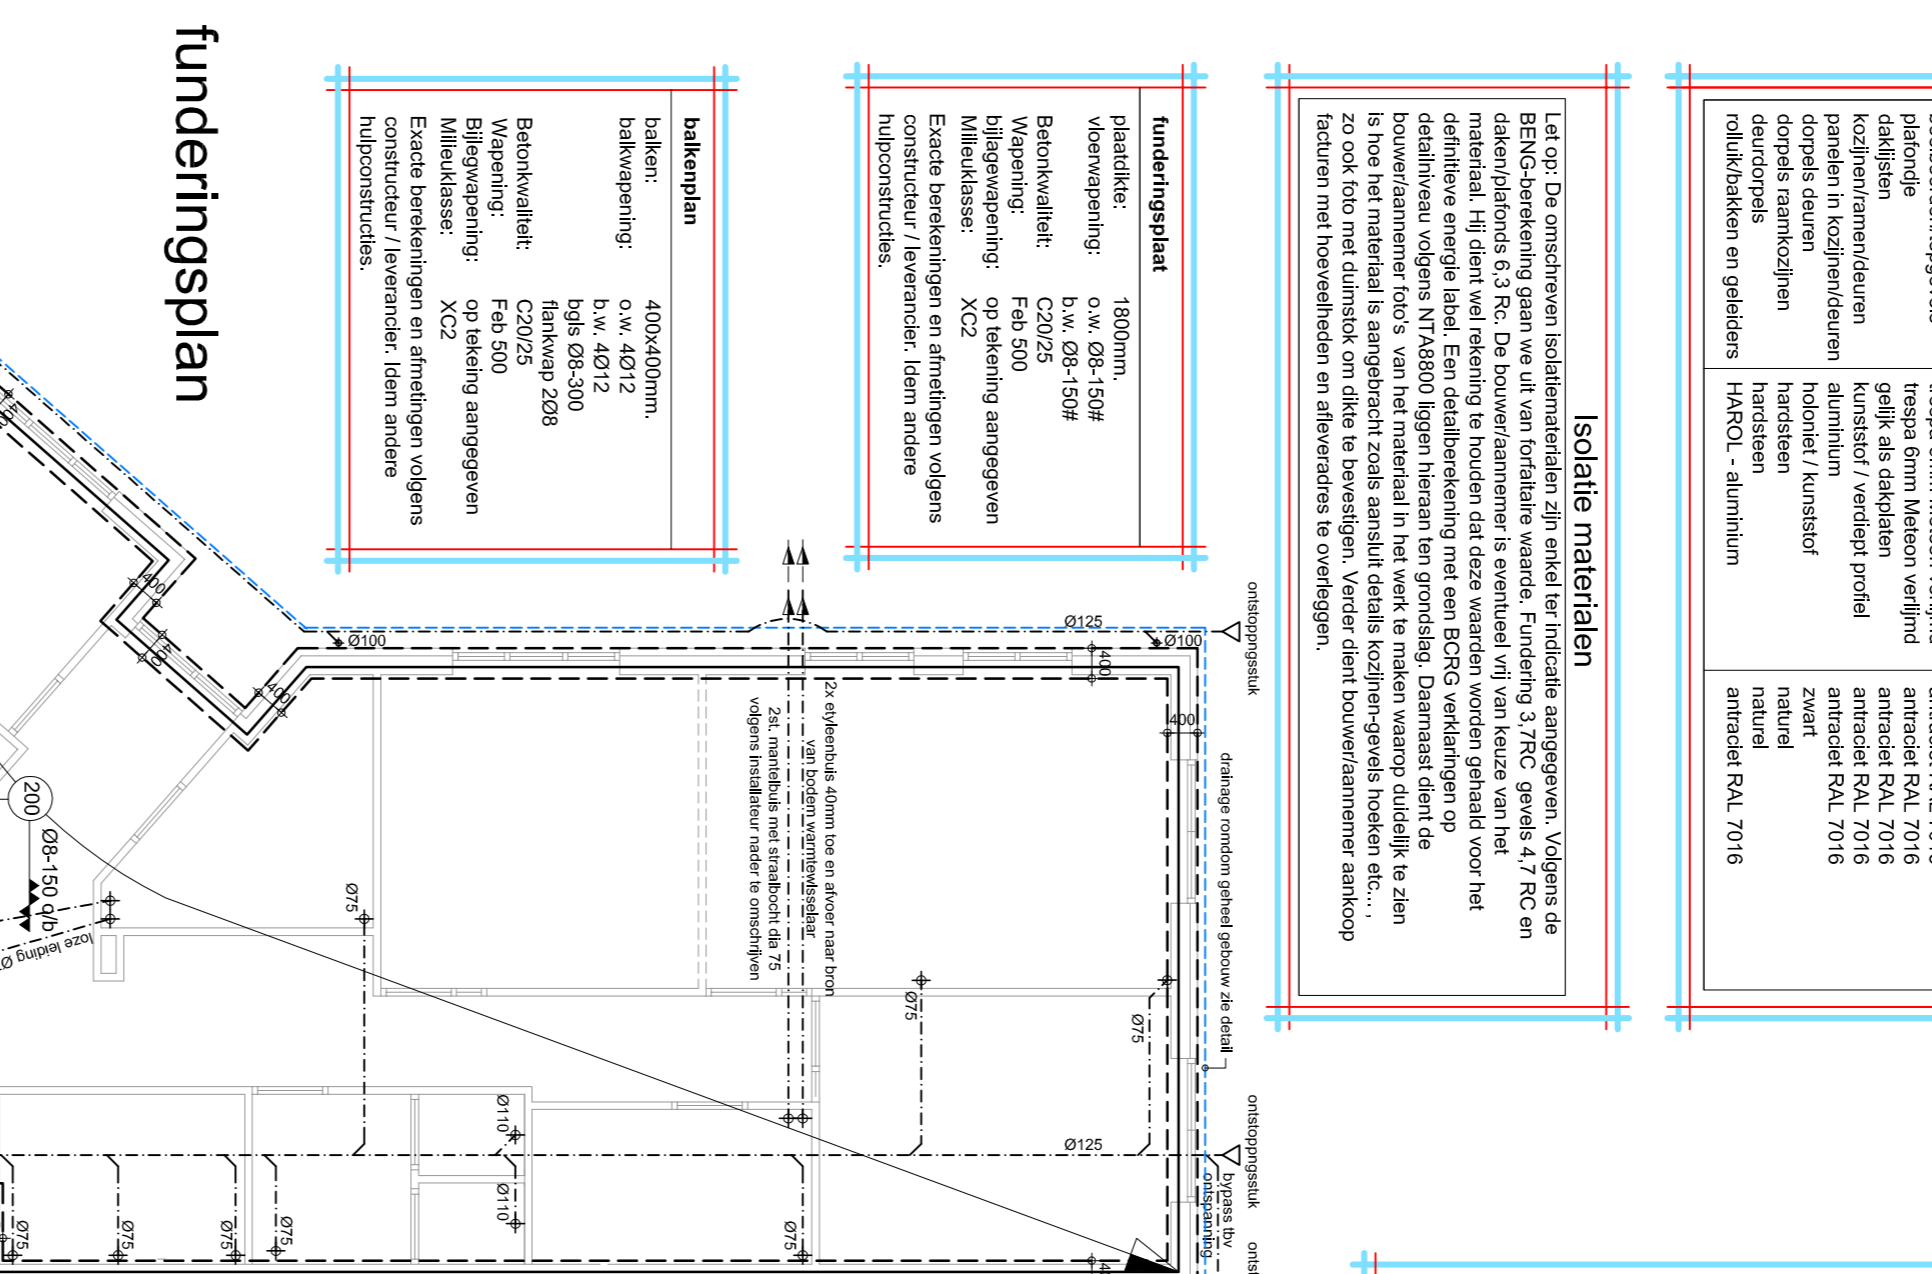 funderingsplan
balkenplan
balken: 400x400mm.
balkwapening: o.w. 4Ø12
b.w. 4Ø12
bgls Ø8-300
flankwap 2Ø8
Betonkwaliteit: C20/25
Wapening: Feb 500
Bijlegwapening: op tekening aangegeven
Milieuklasse: XC2
Exacte berekeningen en afmetingen volgens
constructeur / leverancier. Idem andere
hulpconstructies.
funderingsplaat
plaatdikte: 1800mm.
vloerwapening: o.w. Ø8-150#
b.w. Ø8-150#
Betonkwaliteit: C20/25
Wapening: Feb 500
bijlagewapening: op tekening aangegeven
Milieuklasse: XC2
Exacte berekeningen en afmetingen volgens
constructeur / leverancier. Idem andere
hulpconstructies.
Isolatie materialen
Let op: De omschreven isolatiematerialen zijn enkel ter indicatie aangegeven. Volgens de
BENG-berekening gaan we uit van forfaitaire waarde. Fundering 3,7RC gevels 4,7 RC en
daken/plafonds 6,3 Rc. De bouwer/aannemer is eventueel vrij van keuze van het
materiaal. Hij dient wel rekening te houden dat deze waarden worden gehaald voor het
definitieve energie label. Een detailberekening met een BCRG verklaringen op
detailniveau volgens NTA8800 liggen hieraan ten grondslag. Daarnaast dient de
bouwer/aannemer foto's van het materiaal in het werk te maken waarop duidelijk te zien
is hoe het materiaal is aangebracht zoals aansluit details kozijnen-gevels hoeken etc... ,
zo ook foto met duimstok om dikte te bevestigen. Verder dient bouwer/aannemer aankoop
facturen met hoeveelheden en afleveradres te overleggen.
plafondje trespa 6mm Meteon verlijmd antraciet RAL 7016
daklijsten gelijk als dakplaten antraciet RAL 7016
kozijnen/ramen/deuren kunststof / verdiept profiel antraciet RAL 7016
panelen in kozijnen/deuren aluminium antraciet RAL 7016
dorpels deuren holoniet / kunststof zwart
dorpels raamkozijnen hardsteen naturel
deurdorpels hardsteen naturel
rolluik/bakken en geleiders HAROL - aluminium antraciet RAL 7016
ontstoppngsstuk
Ø125
Ø100
Ø100
400
400
400
400
400
drainage romdom geheel gebouw zie detail
2x etyleenbuis 40mm toe en afvoer naar bron
van bodem warmtewisselaar
2st. mantelbuis met straalbocht dia 75
volgens installateur nader te omschrijven
200
Ø8-150 o/b
loze leiding Ø
Ø75
Ø75
Ø75
Ø110
Ø110
Ø125
ontstoppngsstuk
bypass tbv
ontspanning
Ø75
Ø75
Ø75
Ø75
Ø75